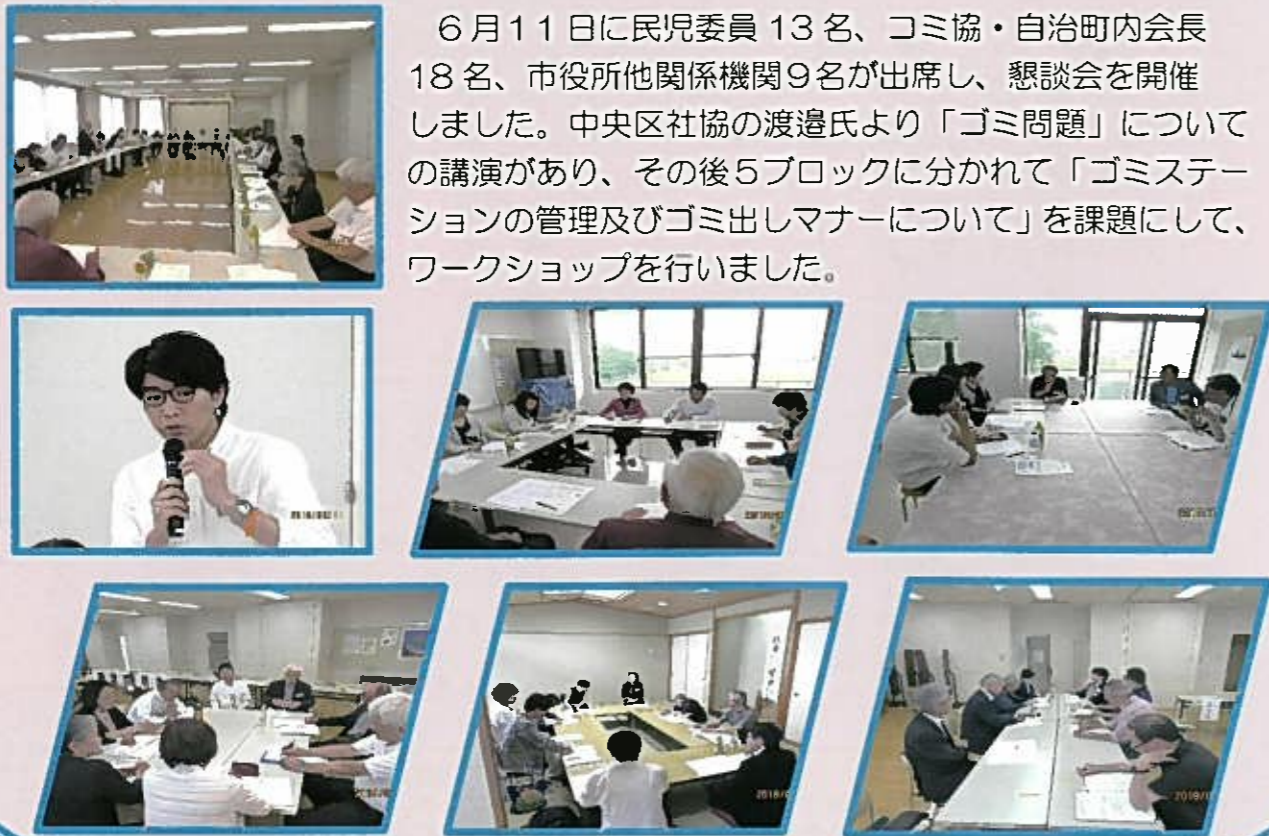 ６月１１日に民児委員 13 名、コミ協・自治町内会長
18 名、市役所他関係機関９名が出席し、懇談会を開催
しました。中央区社協の渡邉氏より「ゴミ問題」について
の講演があり、その後５ブロックに分かれて「ゴミステー
ションの管理及びゴミ出しマナーについて」を課題にして、
ワークショップを行いました。